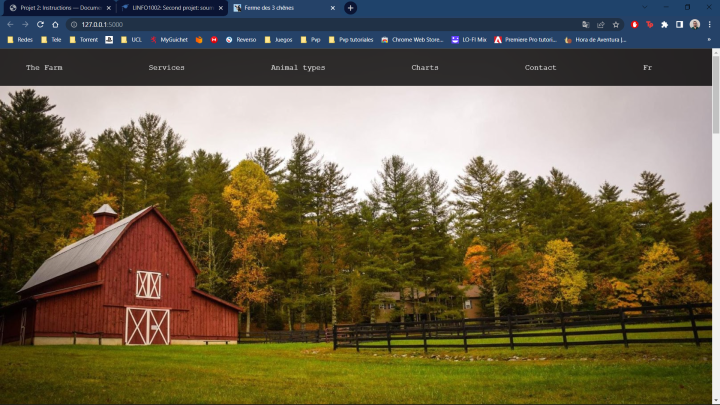 Projet 2: Instructions — Docume
LINFO1002: Second projet: sour
Ferme des 3 chênes
127.0.0.1:5000
Redes Tele Torrent UCL MyGuichet Reverso Juegos Pvp Pvp tutoriales Chrome Web Store... LO-FI Mix Premiere Pro tutori... Hora de Aventura |...
The Farm Services Animal types Charts Contact Fr